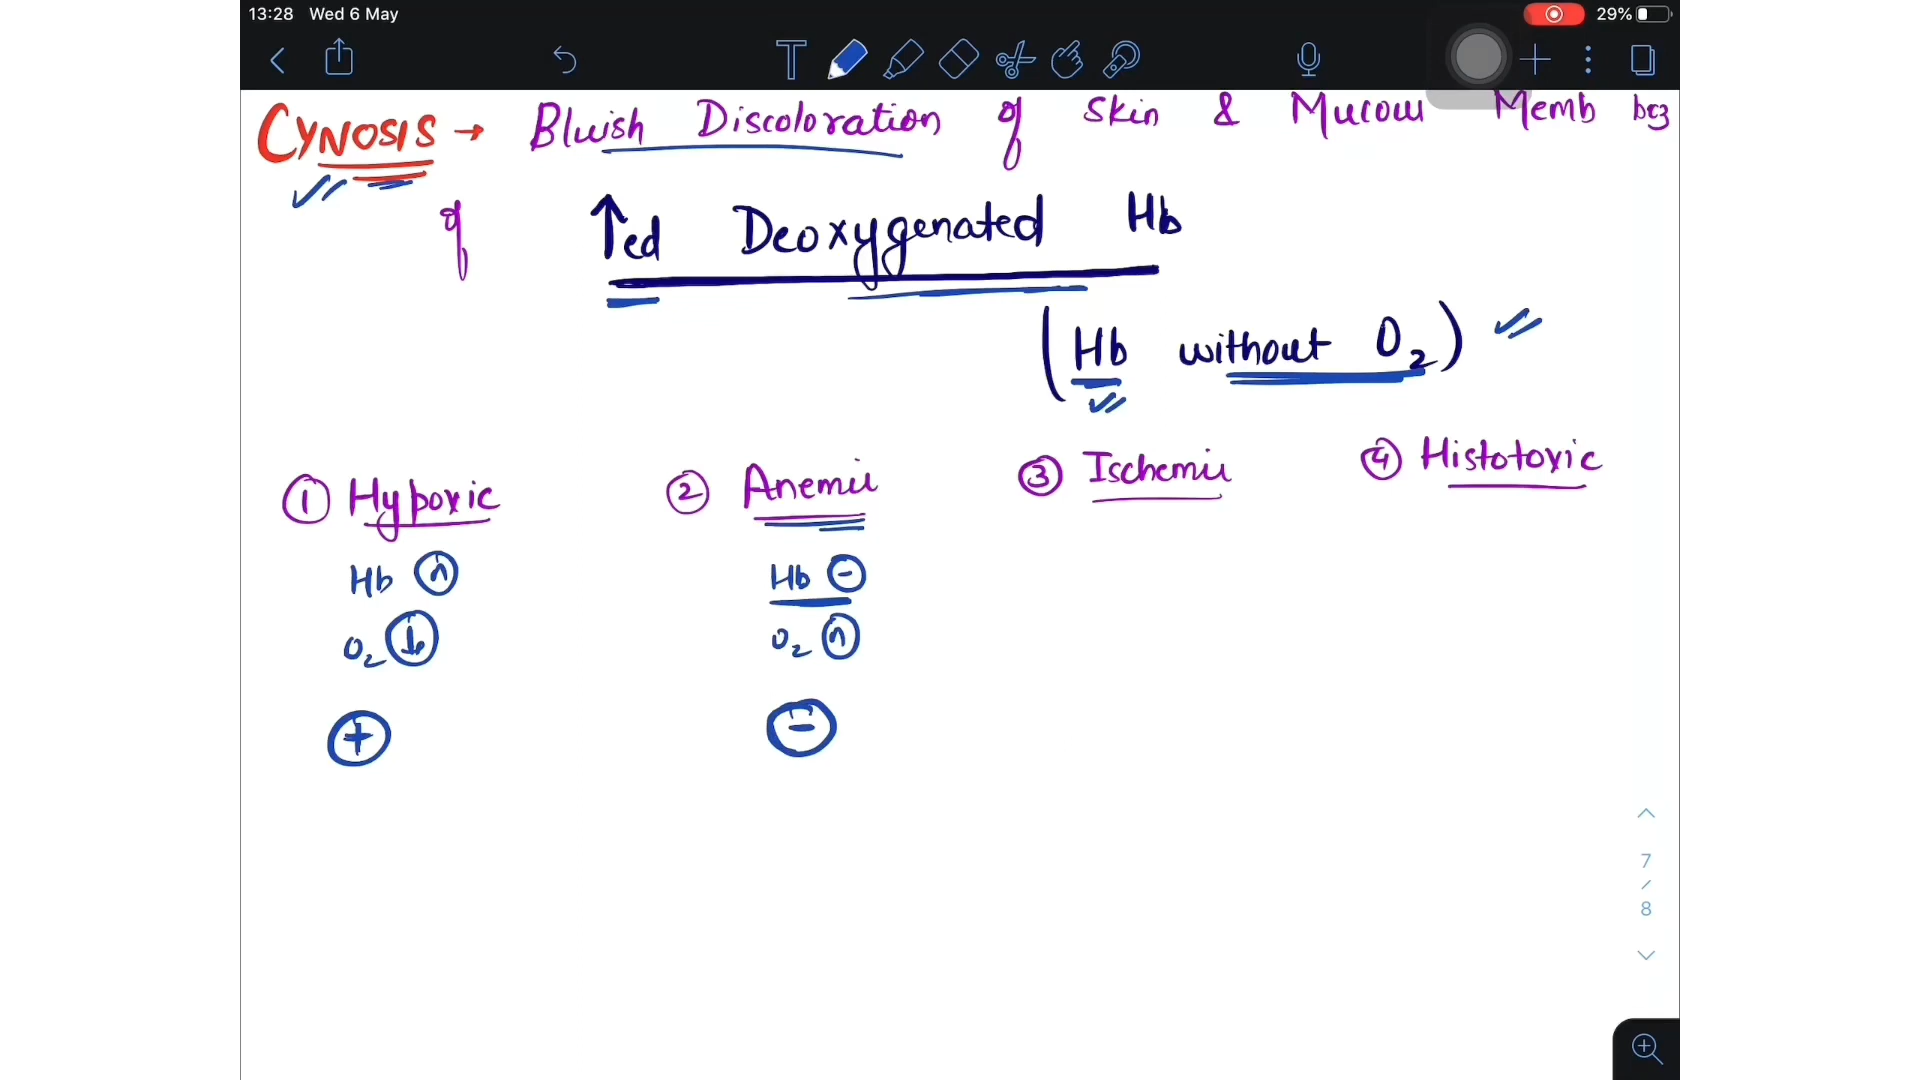 13:28 Wed 6 May 29%
T
CYNOSIS → Bluish Discoloration of Skin & Mucous Memb bcz
of ↑ed Deoxygenated Hb
(Hb without O₂)
① Hypoxic ② Anemic ③ Ischemic ④ Histotoxic
Hb (n) Hb (-)
O₂ (↓) O₂ (n)
(+) (-)
7
/
8